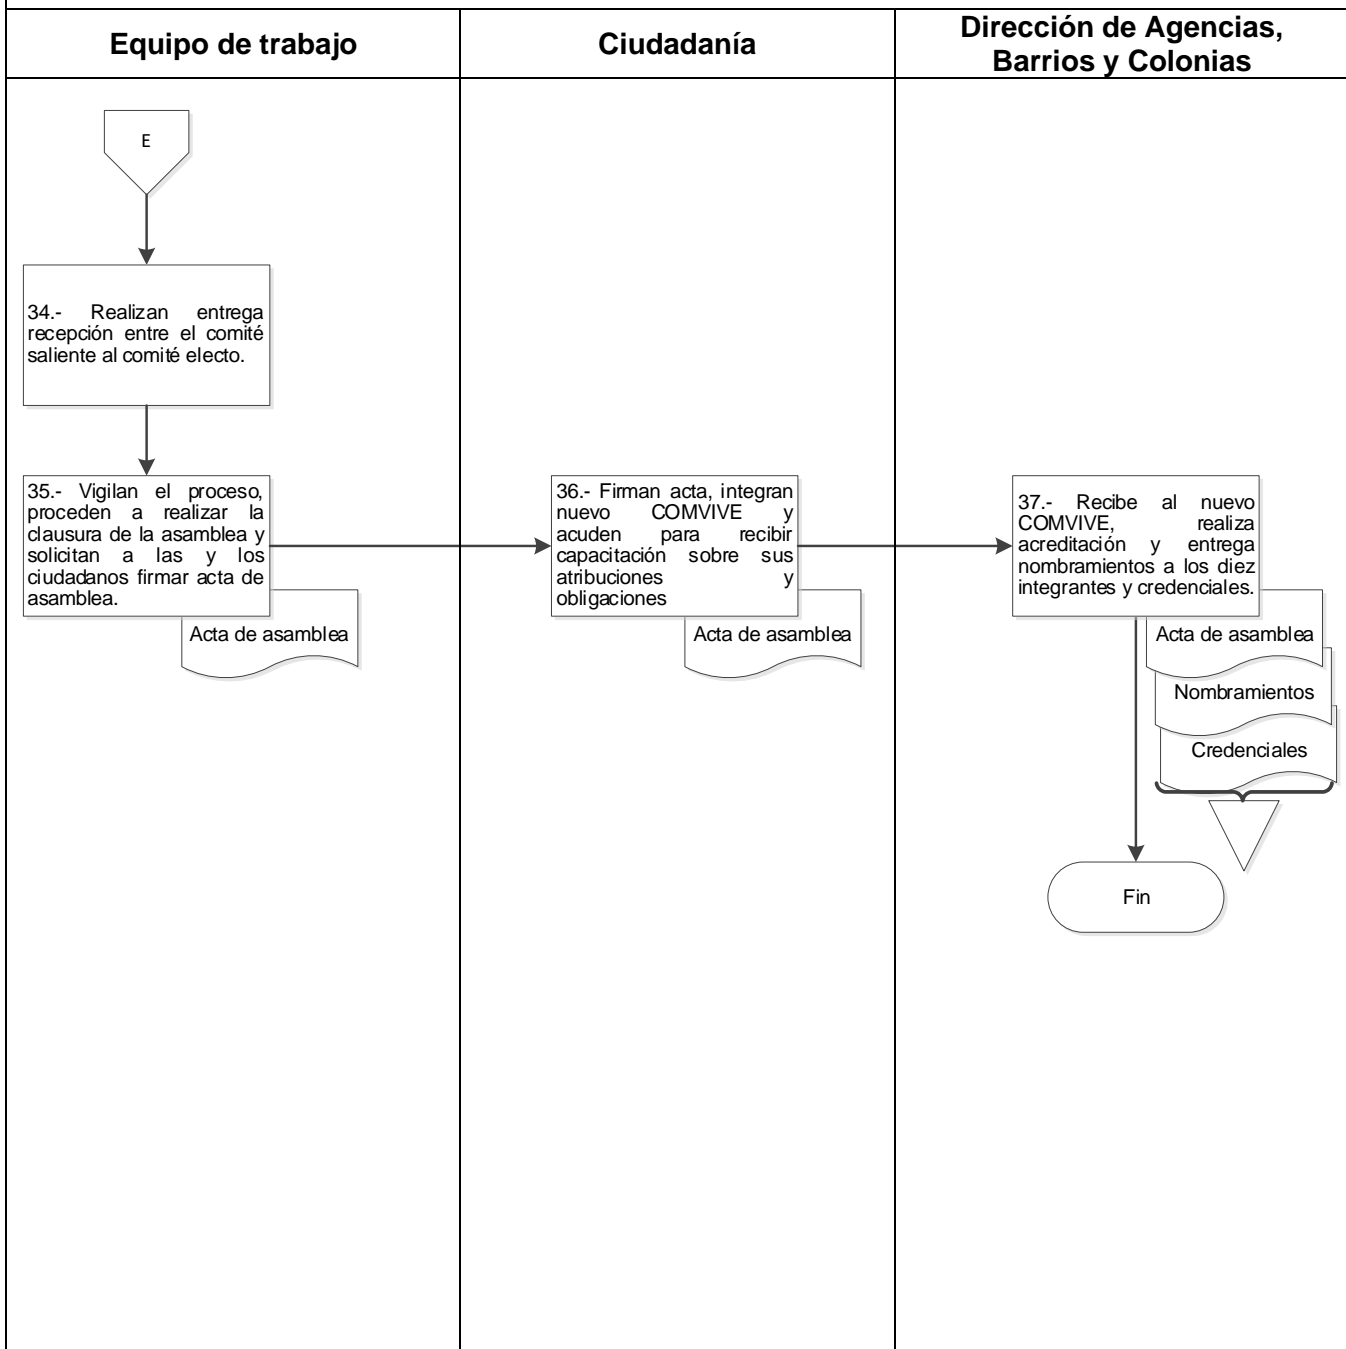 Equipo de trabajo
Ciudadanía
Dirección de Agencias,
Barrios y Colonias
E
34.- Realizan entrega
recepción entre el comité
saliente al comité electo.
35.- Vigilan el proceso,
proceden a realizar la
clausura de la asamblea y
solicitan a las y los
ciudadanos firmar acta de
asamblea.
Acta de asamblea
36.- Firman acta, integran
nuevo COMVIVE y
acuden para recibir
capacitación sobre sus
atribuciones y
obligaciones
Acta de asamblea
37.- Recibe al nuevo
COMVIVE, realiza
acreditación y entrega
nombramientos a los diez
integrantes y credenciales.
Acta de asamblea
Nombramientos
Credenciales
Fin